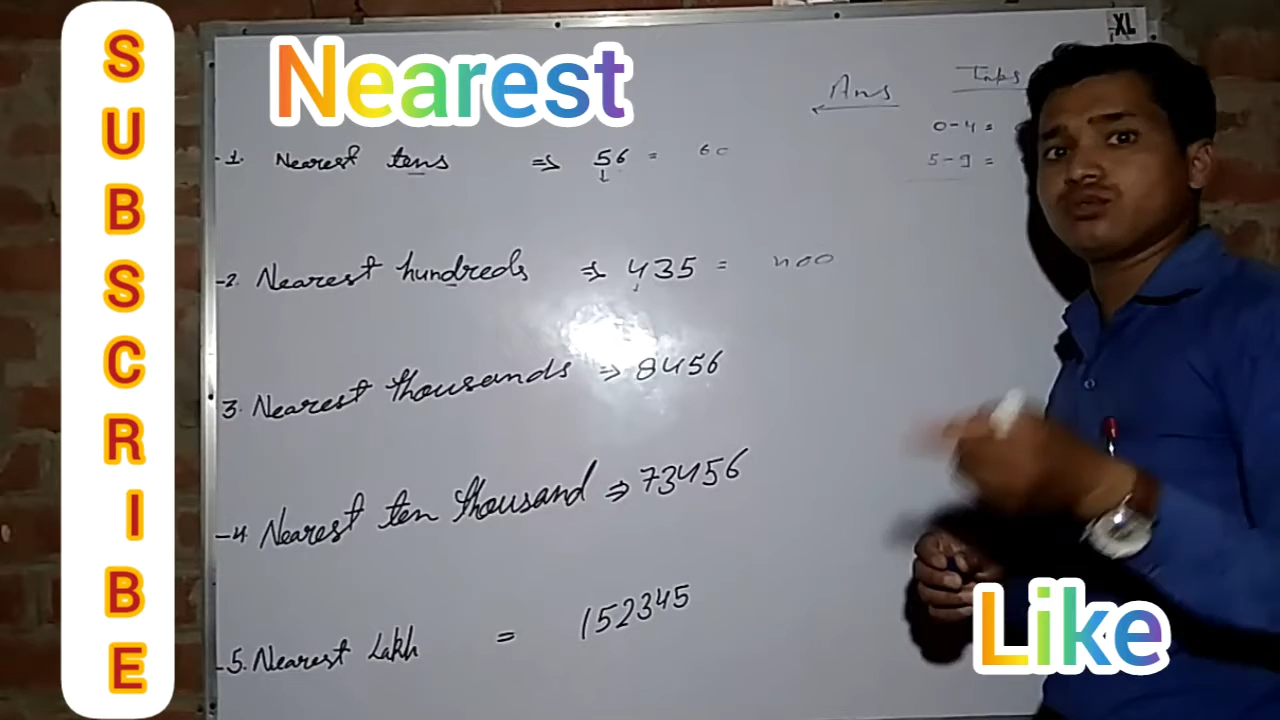 SUBSCRIBE
Nearest
XL
Ans
0-4 =
5-9 =
1. Nearest tens ⇒ 56 = 60
2. Nearest hundreds ⇒ 435 = 400
3. Nearest thousands ⇒ 8456
4. Nearest ten thousand ⇒ 73456
5. Nearest Lakh = 152345
Like